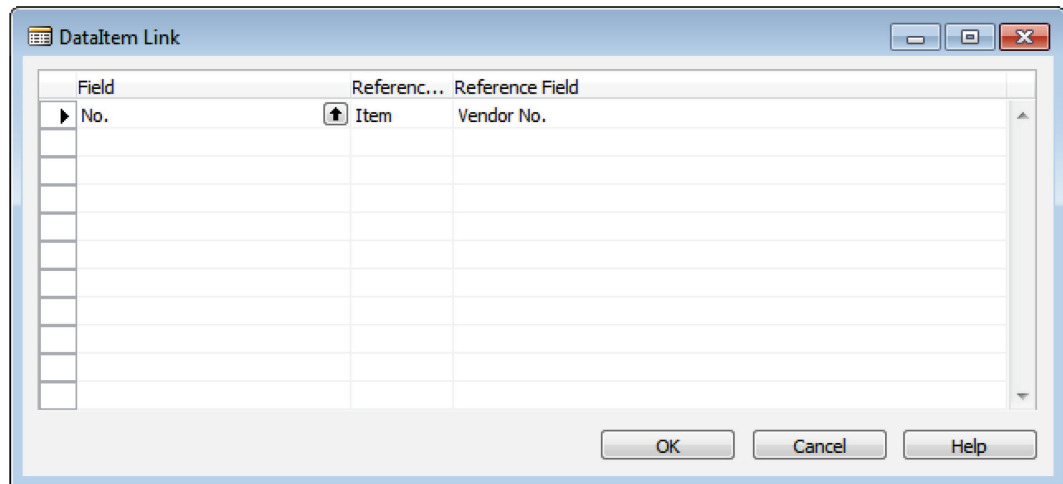 DataItem Link
Field Referenc... Reference Field
No. Item Vendor No.
OK Cancel Help